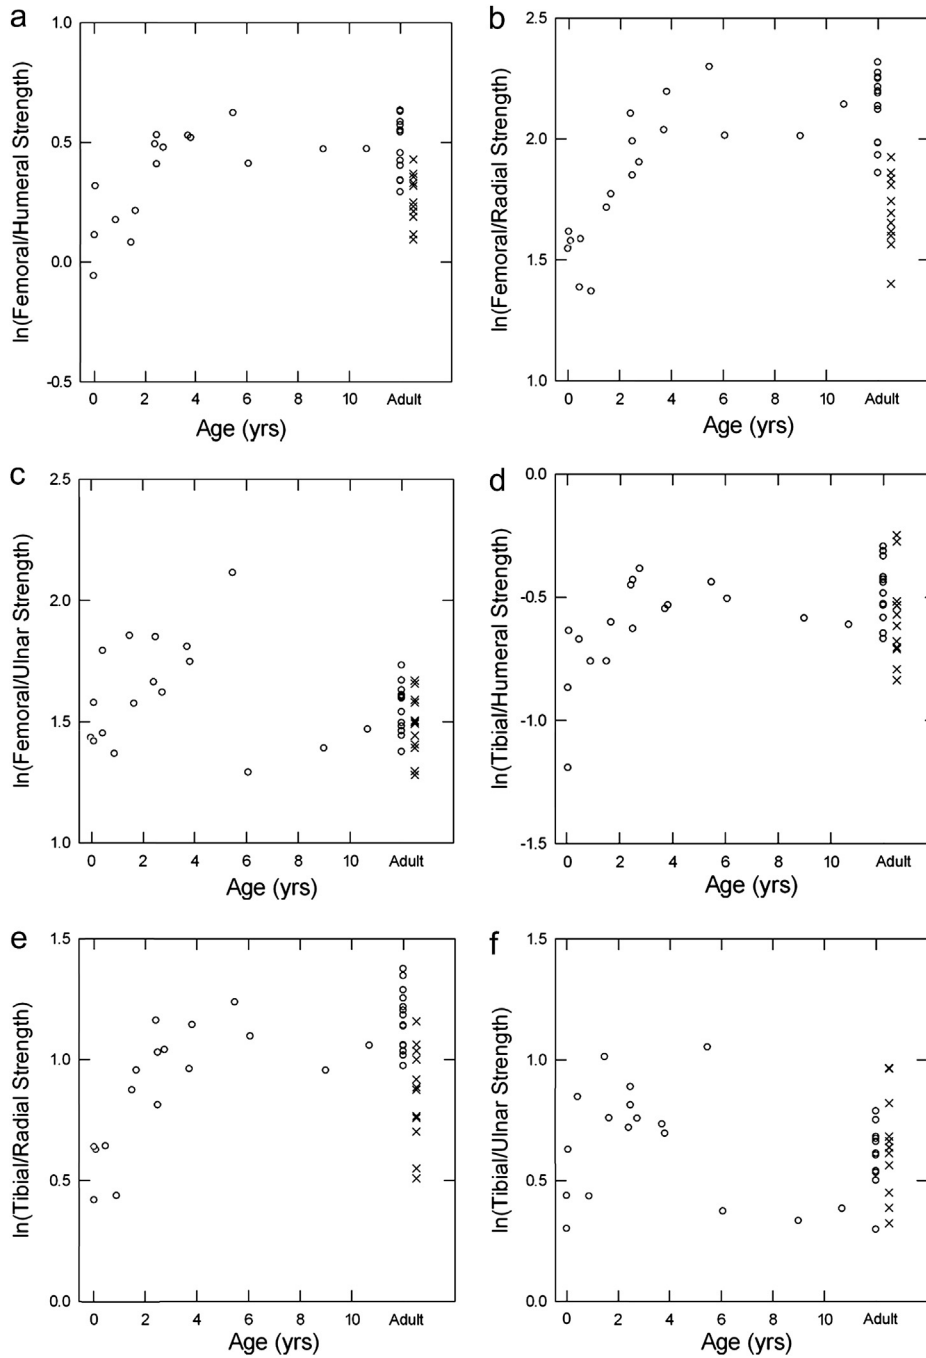 a
1.0
0.5
0.0
-0.5
ln(Femoral/Humeral Strength)
0 2 4 6 8 10 Adult
Age (yrs)
b
2.5
2.0
1.5
1.0
ln(Femoral/Radial Strength)
0 2 4 6 8 10 Adult
Age (yrs)
c
2.5
2.0
1.5
1.0
ln(Femoral/Ulnar Strength)
0 2 4 6 8 10 Adult
Age (yrs)
d
0.0
-0.5
-1.0
-1.5
ln(Tibial/Humeral Strength)
0 2 4 6 8 10 Adult
Age (yrs)
e
1.5
1.0
0.5
0.0
ln(Tibial/Radial Strength)
0 2 4 6 8 10 Adult
Age (yrs)
f
1.5
1.0
0.5
0.0
ln(Tibial/Ulnar Strength)
0 2 4 6 8 10 Adult
Age (yrs)